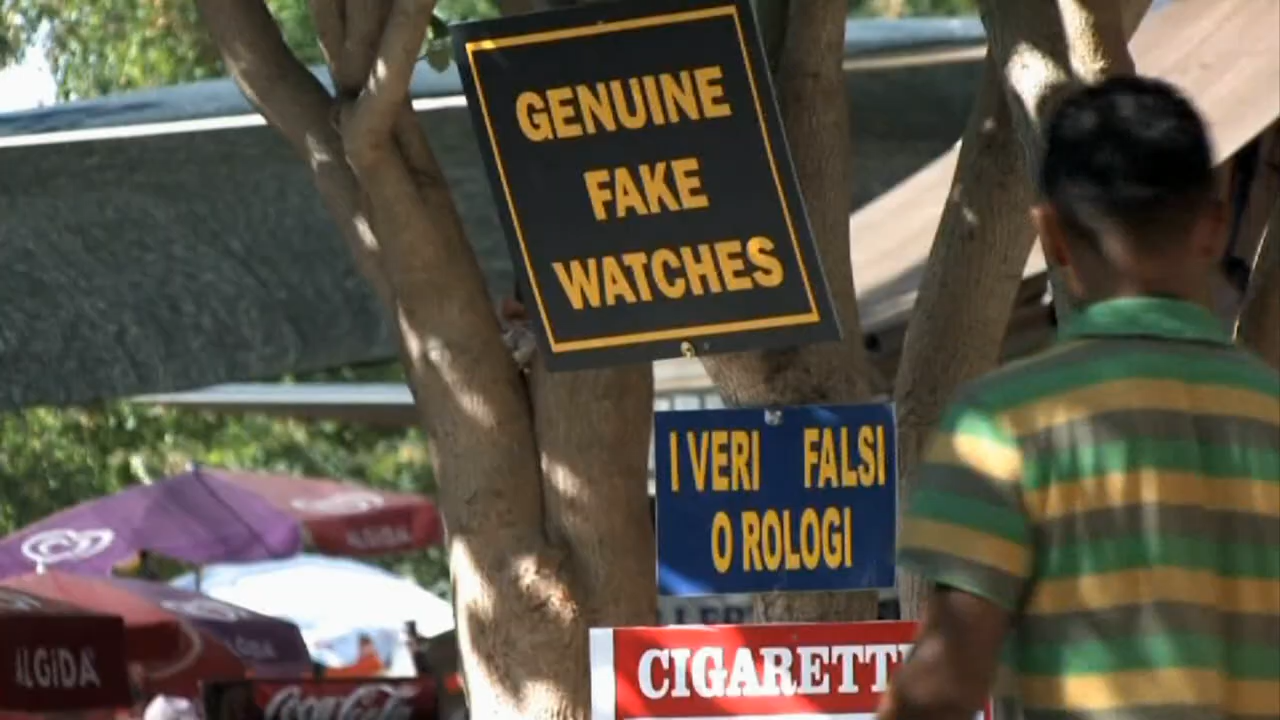 GENUINE
FAKE
WATCHES
I VERI FALSI
O ROLOGI
CIGARETT
ALGIDA
ALGIDA
Coca-Cola